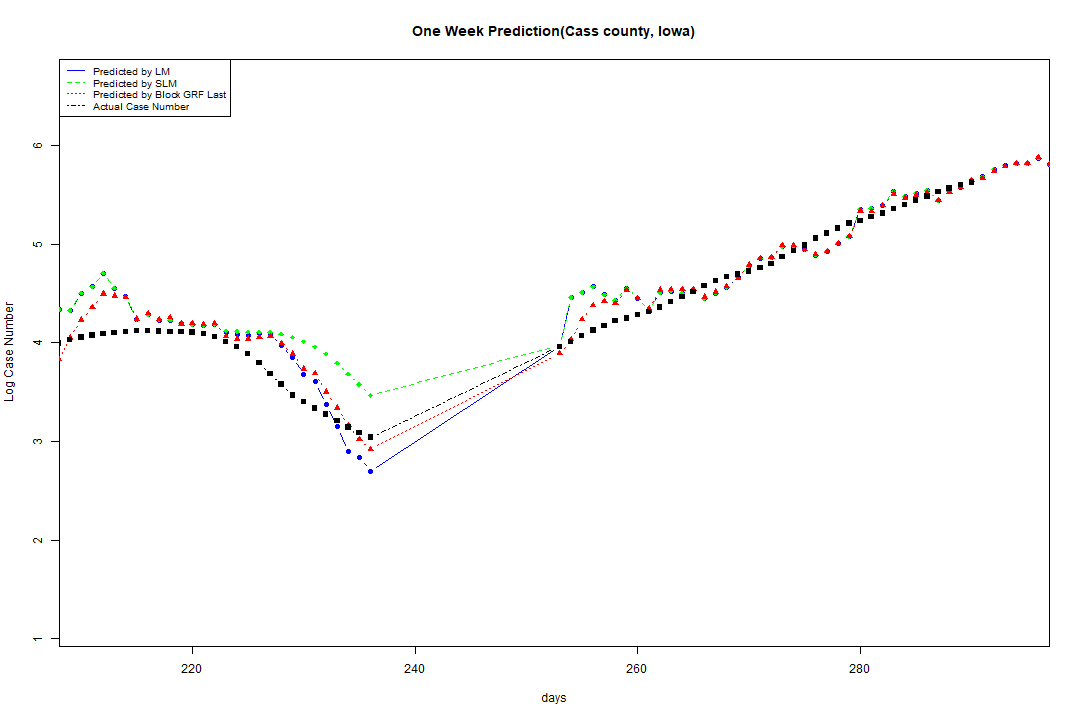 One Week Prediction(Cass county, Iowa)
Predicted by LM
Predicted by SLM
Predicted by Block GRF Last
Actual Case Number
6
5
4
3
2
1
Log Case Number
220 240 260 280
days